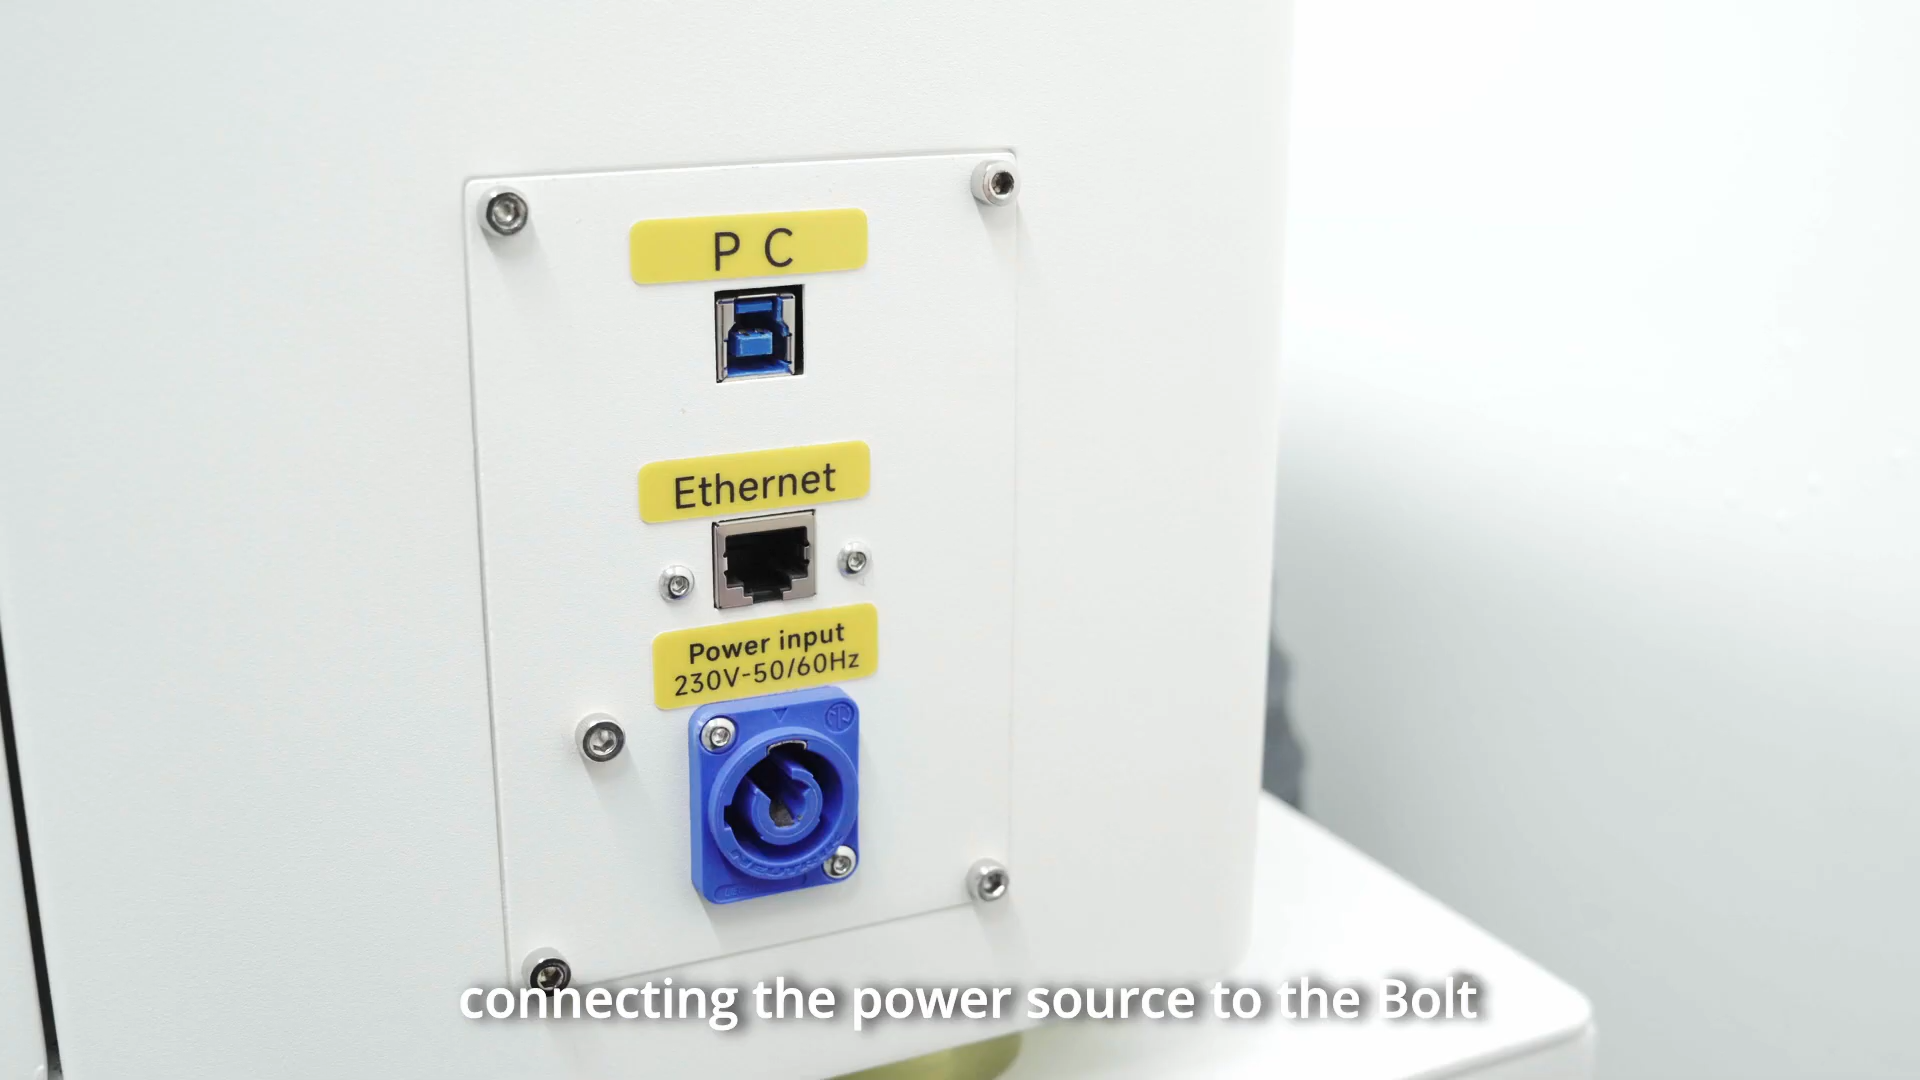 P C
Ethernet
Power input
230V-50/60Hz
connecting the power source to the Bolt